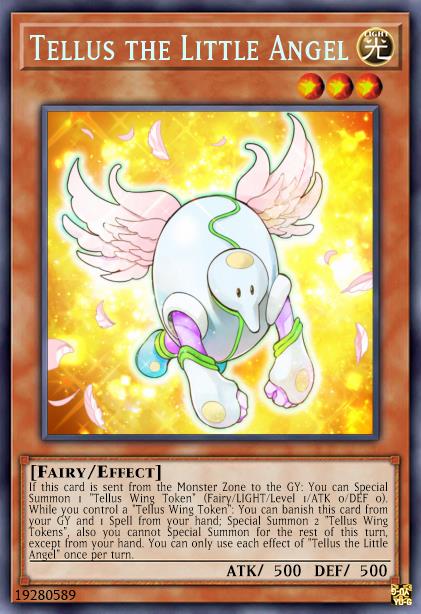 Tellus the Little Angel
LIGHT
光
[Fairy/Effect]
If this card is sent from the Monster Zone to the GY: You can Special
Summon 1 "Tellus Wing Token" (Fairy/LIGHT/Level 1/ATK 0/DEF 0).
While you control a "Tellus Wing Token": You can banish this card
from your GY and 1 Spell from your hand; Special Summon 2 "Tellus Wing
Tokens", also you cannot Special Summon for the rest of this turn,
except from your hand. You can only use each effect of "Tellus the Little
Angel" once per turn.
ATK/ 500 DEF/ 500
19280589